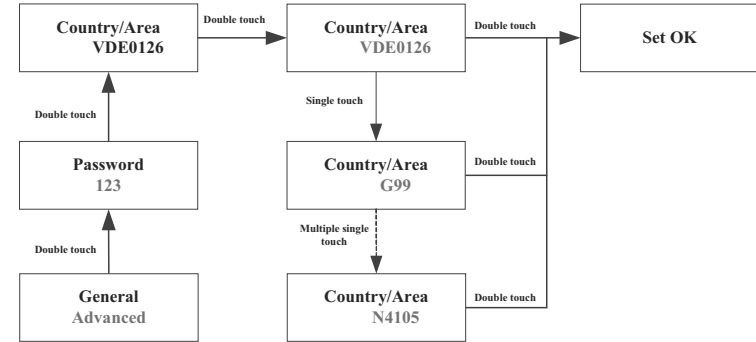 Country/Area
VDE0126
Double touch
Country/Area
VDE0126
Double touch
Set OK
Double touch
Single touch
Password
123
Country/Area
G99
Double touch
Double touch
Multiple single
touch
General
Advanced
Country/Area
N4105
Double touch